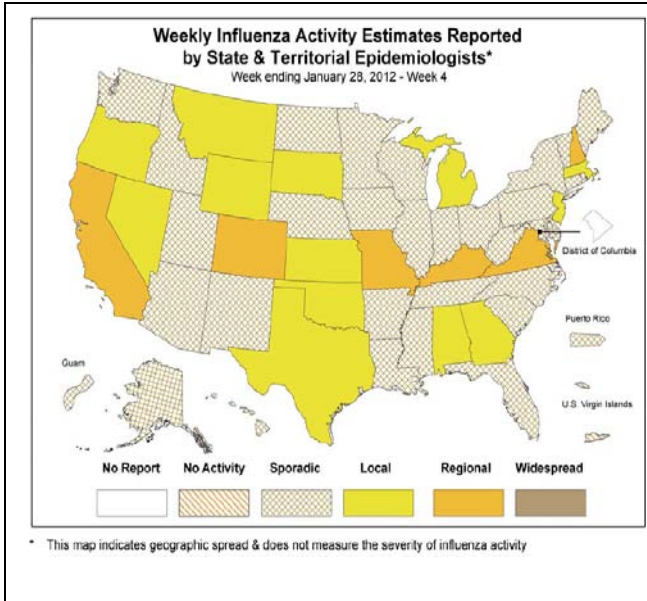 Weekly Influenza Activity Estimates Reported
by State & Territorial Epidemiologists*
Week ending January 28, 2012 - Week 4
District of Columbia
Puerto Rico
Guam
U.S. Virgin Islands
No Report No Activity Sporadic Local Regional Widespread
* This map indicates geographic spread & does not measure the severity of influenza activity